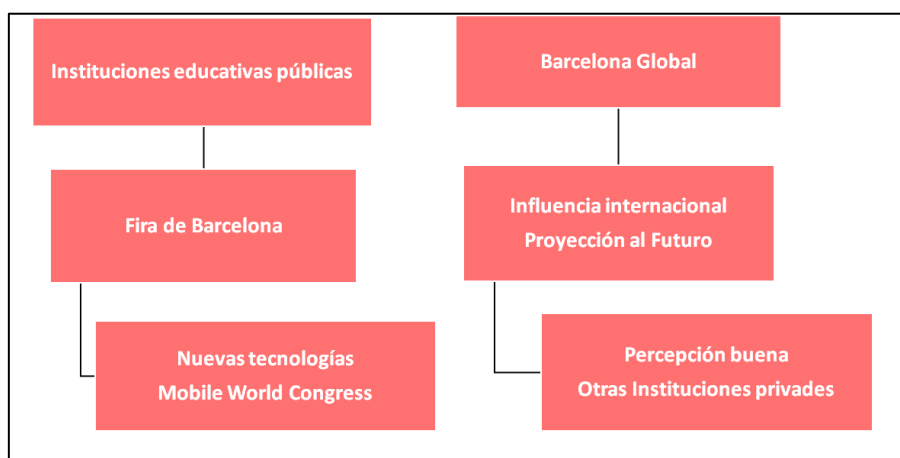 Instituciones educativas públicas
Fira de Barcelona
Nuevas tecnologías
Mobile World Congress
Barcelona Global
Influencia internacional
Proyección al Futuro
Percepción buena
Otras Instituciones privades